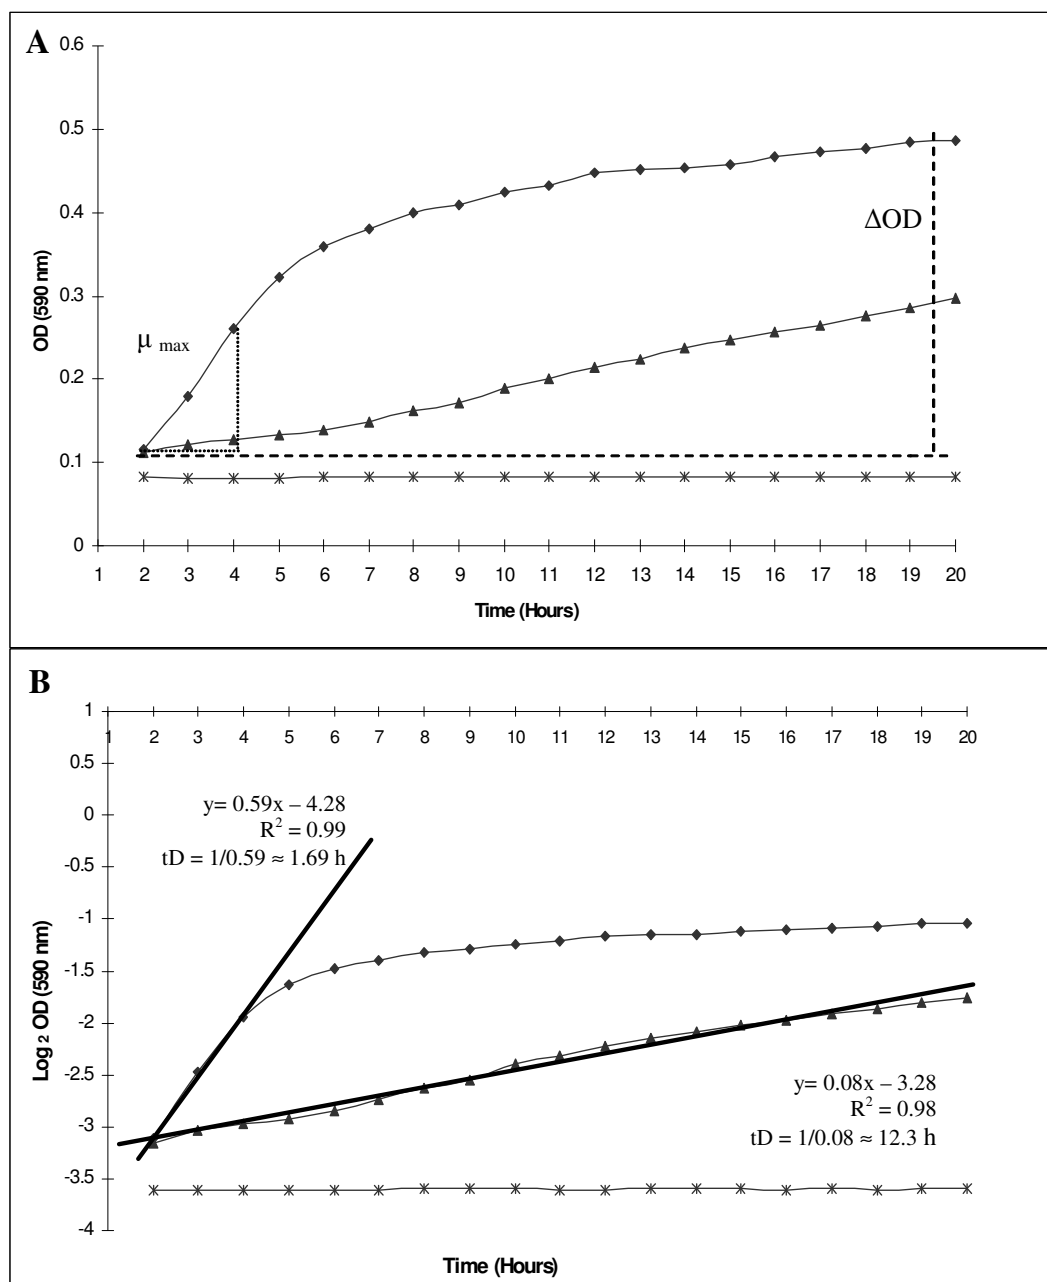 A
0.6
0.5
0.4
0.3
0.2
0.1
0
OD (590 nm)
μ max
ΔOD
1 2 3 4 5 6 7 8 9 10 11 12 13 14 15 16 17 18 19 20
Time (Hours)
B
1
0.5
0
-0.5
-1
-1.5
-2
-2.5
-3
-3.5
-4
Log 2 OD (590 nm)
1 2 3 4 5 6 7 8 9 10 11 12 13 14 15 16 17 18 19 20
y= 0.59x – 4.28
R² = 0.99
tD = 1/0.59 ≈ 1.69 h
y= 0.08x – 3.28
R² = 0.98
tD = 1/0.08 ≈ 12.3 h
Time (Hours)